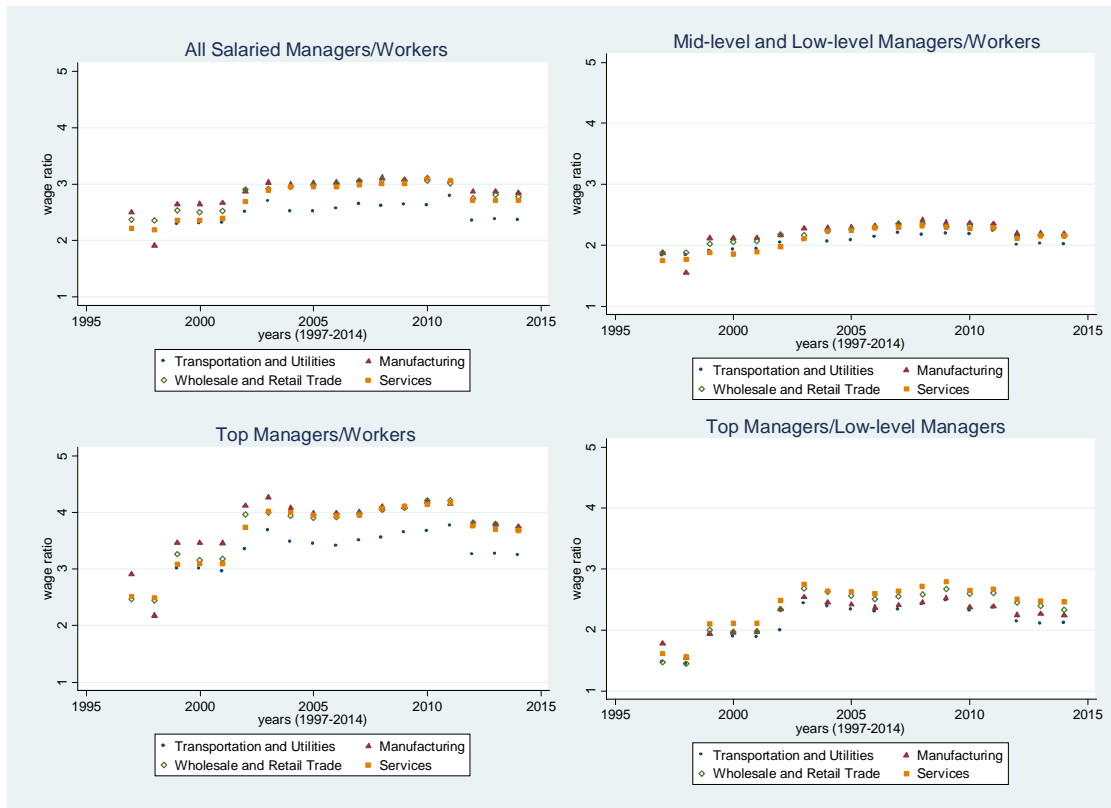 All Salaried Managers/Workers
wage ratio
5
4
3
2
1
1995 2000 2005 2010 2015
years (1997-2014)
Transportation and Utilities Manufacturing
Wholesale and Retail Trade Services
Mid-level and Low-level Managers/Workers
wage ratio
5
4
3
2
1
1995 2000 2005 2010 2015
years (1997-2014)
Transportation and Utilities Manufacturing
Wholesale and Retail Trade Services
Top Managers/Workers
wage ratio
5
4
3
2
1
1995 2000 2005 2010 2015
years (1997-2014)
Transportation and Utilities Manufacturing
Wholesale and Retail Trade Services
Top Managers/Low-level Managers
wage ratio
5
4
3
2
1
1995 2000 2005 2010 2015
years (1997-2014)
Transportation and Utilities Manufacturing
Wholesale and Retail Trade Services